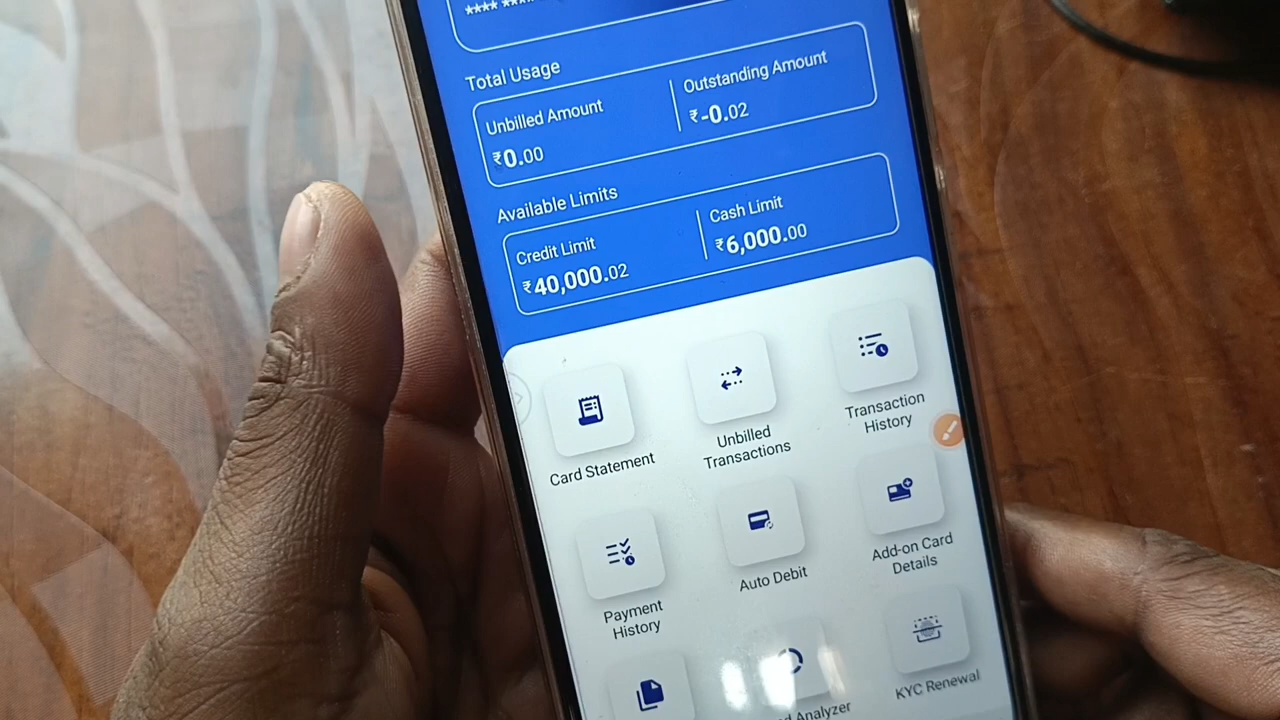 **** ****
Total Usage
Unbilled Amount
₹0.00
Outstanding Amount
₹-0.02
Available Limits
Credit Limit
₹40,000.02
Cash Limit
₹6,000.00
Card Statement
Unbilled
Transactions
Transaction
History
Payment
History
Auto Debit
Add-on Card
Details
Analyzer
KYC Renewal